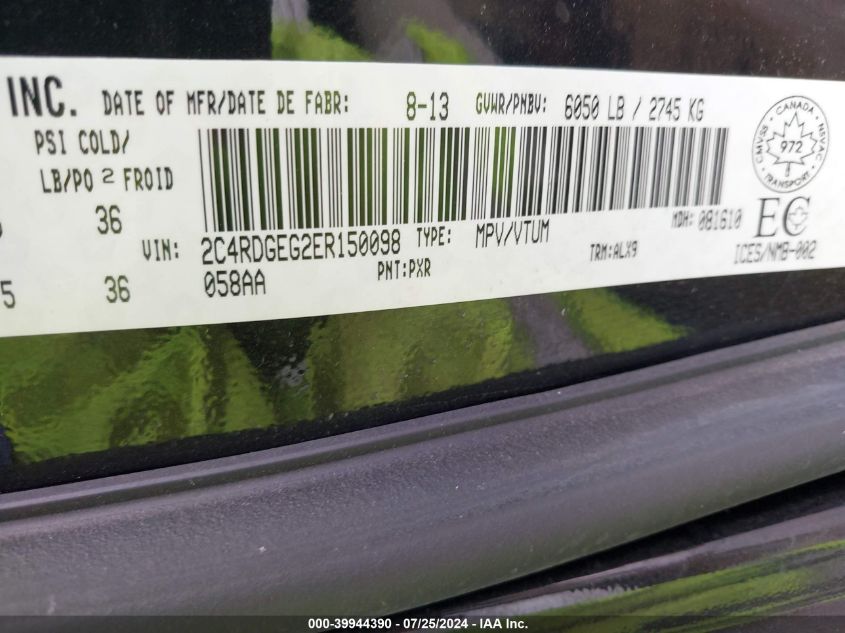 INC. DATE OF MFR/DATE DE FABR: 8-13 GVWR/PNBV: 6050 LB / 2745 KG
PSI COLD/
LB/PO 2 FROID
36
VIN: 2C4RDGEG2ER150098 TYPE: MPV/VTUM MDH: 081610
5 36 058AA PNT:PXR TRM:ALX9
CANADA
CMVSS NSVAC
972
TRANSPORT
EC
ICES/NMB-002
000-39944390 - 07/25/2024 - IAA Inc.